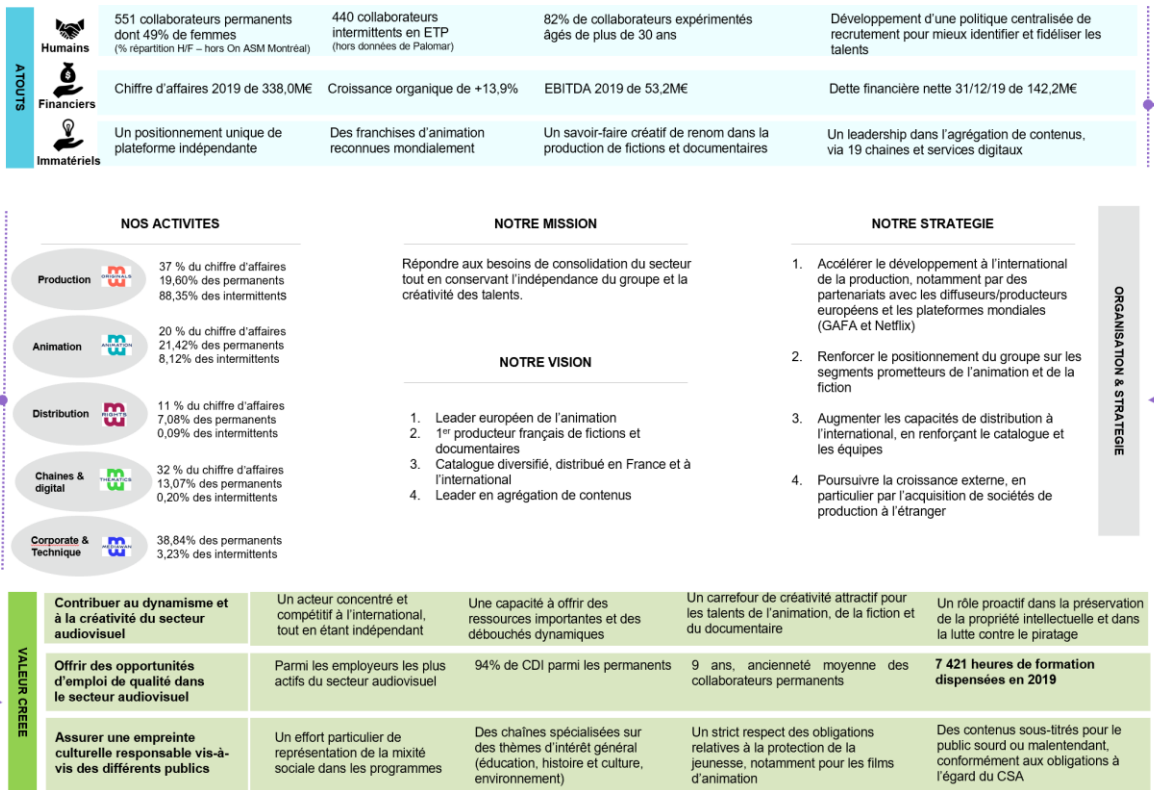 ATOUTS
Humains
551 collaborateurs permanents
dont 49% de femmes
(% répartition H/F – hors On ASM Montréal)
440 collaborateurs
intermittents en ETP
(hors données de Palomar)
82% de collaborateurs expérimentés
âgés de plus de 30 ans
Développement d'une politique centralisée de
recrutement pour mieux identifier et fidéliser les
talents
Financiers
Chiffre d'affaires 2019 de 338,0M€
Croissance organique de +13,9%
EBITDA 2019 de 53,2M€
Dette financière nette 31/12/19 de 142,2M€
Immatériels
Un positionnement unique de
plateforme indépendante
Des franchises d'animation
reconnues mondialement
Un savoir-faire créatif de renom dans la
production de fictions et documentaires
Un leadership dans l'agrégation de contenus,
via 19 chaines et services digitaux
NOS ACTIVITES
Production
ORIGINALS
37 % du chiffre d'affaires
19,60% des permanents
88,35% des intermittents
Animation
ANIMATION
20 % du chiffre d'affaires
21,42% des permanents
8,12% des intermittents
Distribution
RIGHTS
11 % du chiffre d'affaires
7,08% des permanents
0,09% des intermittents
Chaines &
digital
THEMATICS
32 % du chiffre d'affaires
13,07% des permanents
0,20% des intermittents
Corporate &
Technique
MEDIAWAN
38,84% des permanents
3,23% des intermittents
NOTRE MISSION
Répondre aux besoins de consolidation du secteur
tout en conservant l'indépendance du groupe et la
créativité des talents.
NOTRE VISION
1. Leader européen de l'animation
2. 1er producteur français de fictions et
documentaires
3. Catalogue diversifié, distribué en France et à
l'international
4. Leader en agrégation de contenus
NOTRE STRATEGIE
1. Accélérer le développement à l'international
de la production, notamment par des
partenariats avec les diffuseurs/producteurs
européens et les plateformes mondiales
(GAFA et Netflix)
2. Renforcer le positionnement du groupe sur les
segments prometteurs de l'animation et de la
fiction
3. Augmenter les capacités de distribution à
l'international, en renforçant le catalogue et
les équipes
4. Poursuivre la croissance externe, en
particulier par l'acquisition de sociétés de
production à l'étranger
ORGANISATION & STRATEGIE
VALEUR CREEE
Contribuer au dynamisme et
à la créativité du secteur
audiovisuel
Un acteur concentré et
compétitif à l'international,
tout en étant indépendant
Une capacité à offrir des
ressources importantes et des
débouchés dynamiques
Un carrefour de créativité attractif pour
les talents de l'animation, de la fiction et
du documentaire
Un rôle proactif dans la préservation
de la propriété intellectuelle et dans
la lutte contre le piratage
Offrir des opportunités
d'emploi de qualité dans
le secteur audiovisuel
Parmi les employeurs les plus
actifs du secteur audiovisuel
94% de CDI parmi les permanents
9 ans, ancienneté moyenne des
collaborateurs permanents
7 421 heures de formation
dispensées en 2019
Assurer une empreinte
culturelle responsable vis-à-
vis des différents publics
Un effort particulier de
représentation de la mixité
sociale dans les programmes
Des chaînes spécialisées sur
des thèmes d'intérêt général
(éducation, histoire et culture,
environnement)
Un strict respect des obligations
relatives à la protection de la
jeunesse, notamment pour les films
d'animation
Des contenus sous-titrés pour le
public sourd ou malentendant,
conformément aux obligations à
l'égard du CSA